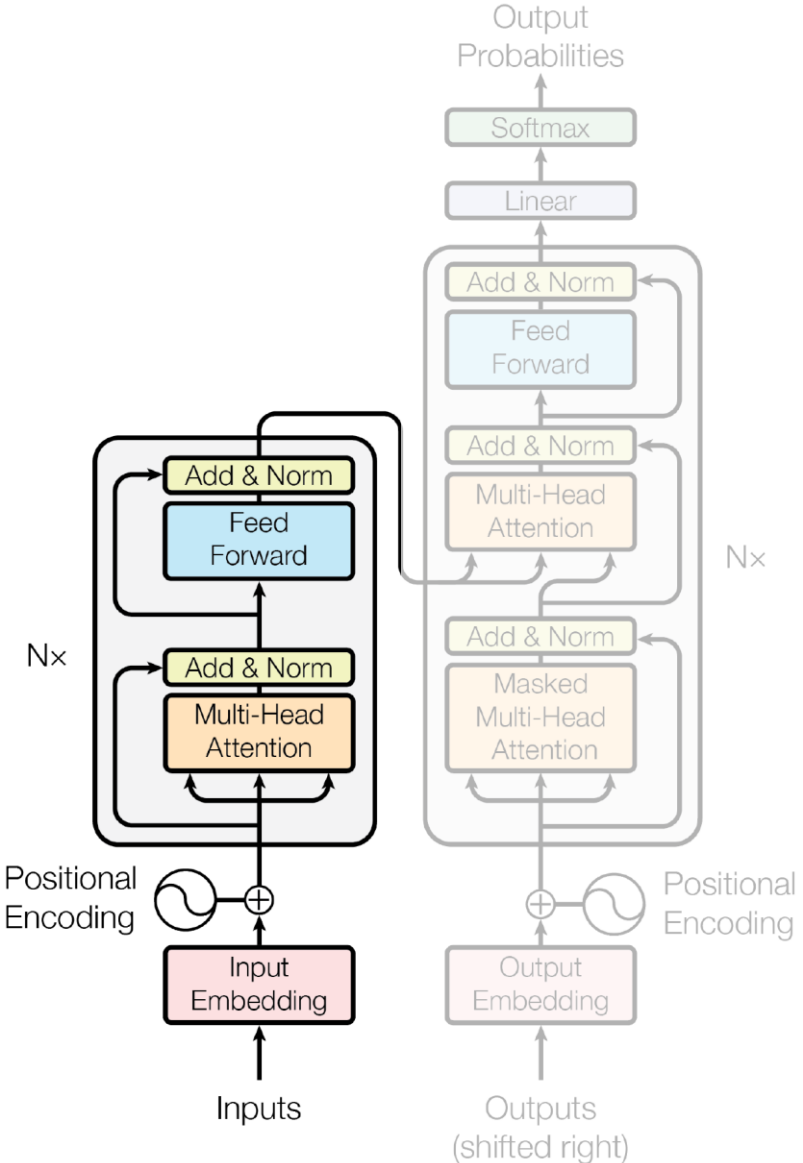 Output
Probabilities
Softmax
Linear
Add & Norm
Feed
Forward
Add & Norm
Multi-Head
Attention
N×
Add & Norm
Masked
Multi-Head
Attention
Positional
Encoding
Output
Embedding
Outputs
(shifted right)
Add & Norm
Feed
Forward
N×
Add & Norm
Multi-Head
Attention
Positional
Encoding
Input
Embedding
Inputs